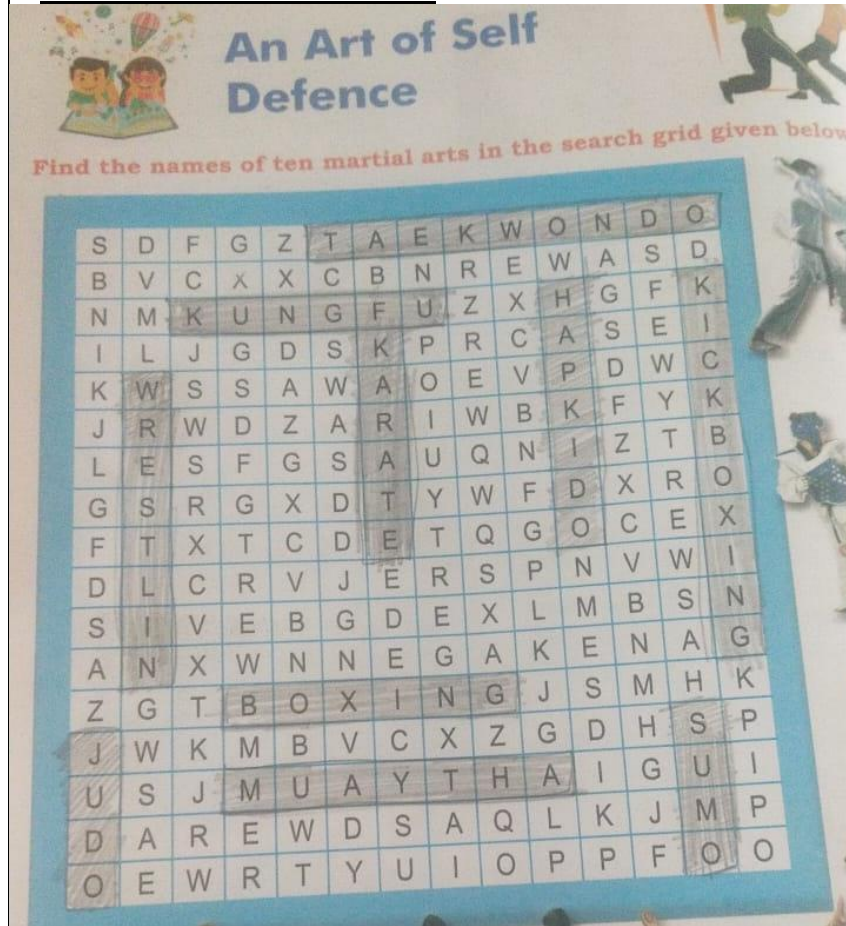 An Art of Self
Defence
Find the names of ten martial arts in the search grid given below
S D F G Z T A E K W O N D O
B V C X X C B N R E W A S D
N M K U N G F U Z X H G F K
I L J G D S K P R C A S E I
K W S S A W A O E V P D W C
J R W D Z A R I W B K F Y K
L E S F G S A U Q N I Z T B
G S R G X D T Y W F D X R O
F T X T C D E T Q G O C E X
D L C R V J E R S P N V W I
S I V E B G D E X L M B S N
A N X W N N E G A K E N A G
Z G T B O X I N G J S M H K
J W K M B V C X Z G D H S P
U S J M U A Y T H A I G U I
D A R E W D S A Q L K J M P
O E W R T Y U I O P P F O O